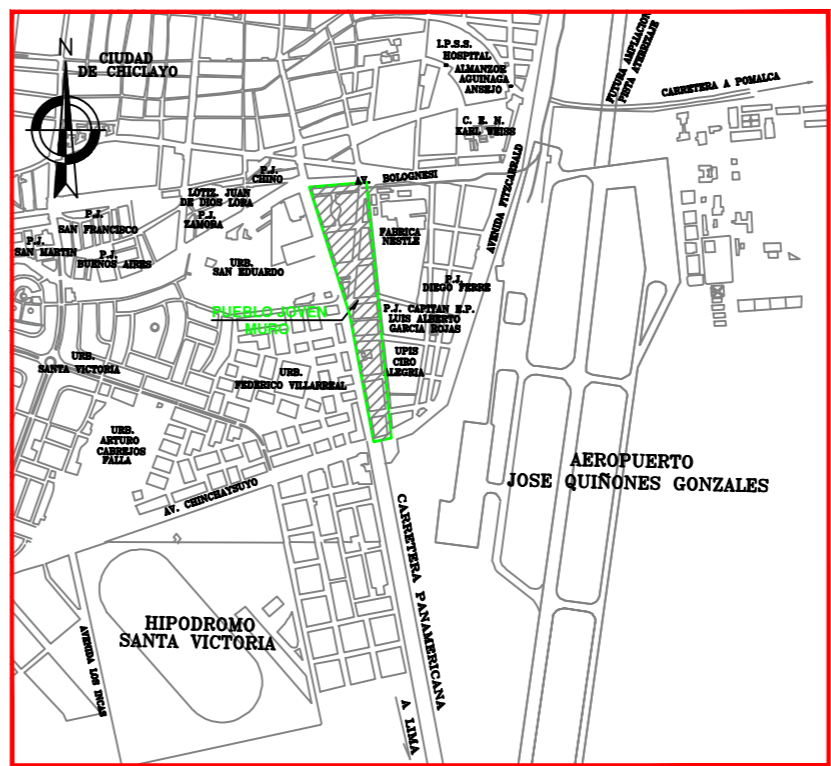 N
CIUDAD
DE CHICLAYO
I.P.S.S.
HOSPITAL
ALMANZOR
AGUINAGA
ANSEJO
FUTURA AMPLIACION
PISTA ATERRIZAJE
CARRETERA A POMALCA
C. E. N.
KARL WEISS
P.J.
CHINO
AV. BOLOGNESI
LOTIZ. JUAN
DE DIOS LORA
P.J.
ZAMORA
P.J.
SAN FRANCISCO
P.J.
SAN MARTIN
P.J.
BUENOS AIRES
URB.
SAN EDUARDO
FABRICA
NESTLE
AVENIDA FITZCARRALD
P.J.
DIEGO FERRE
PUEBLO JOVEN
MURO
P.J. CAPITAN E.P.
LUIS ALBERTO
GARCIA ROJAS
UPIS
CIRO
ALEGRIA
URB.
SANTA VICTORIA
URB.
FEDERICO VILLARREAL
URB.
ARTURO
CABREJOS
FALLA
AV. CHINCHAYSUYO
AEROPUERTO
JOSE QUIÑONES GONZALES
CARRETERA PANAMERICANA
HIPODROMO
SANTA VICTORIA
AVENIDA LOS INCAS
A LIMA